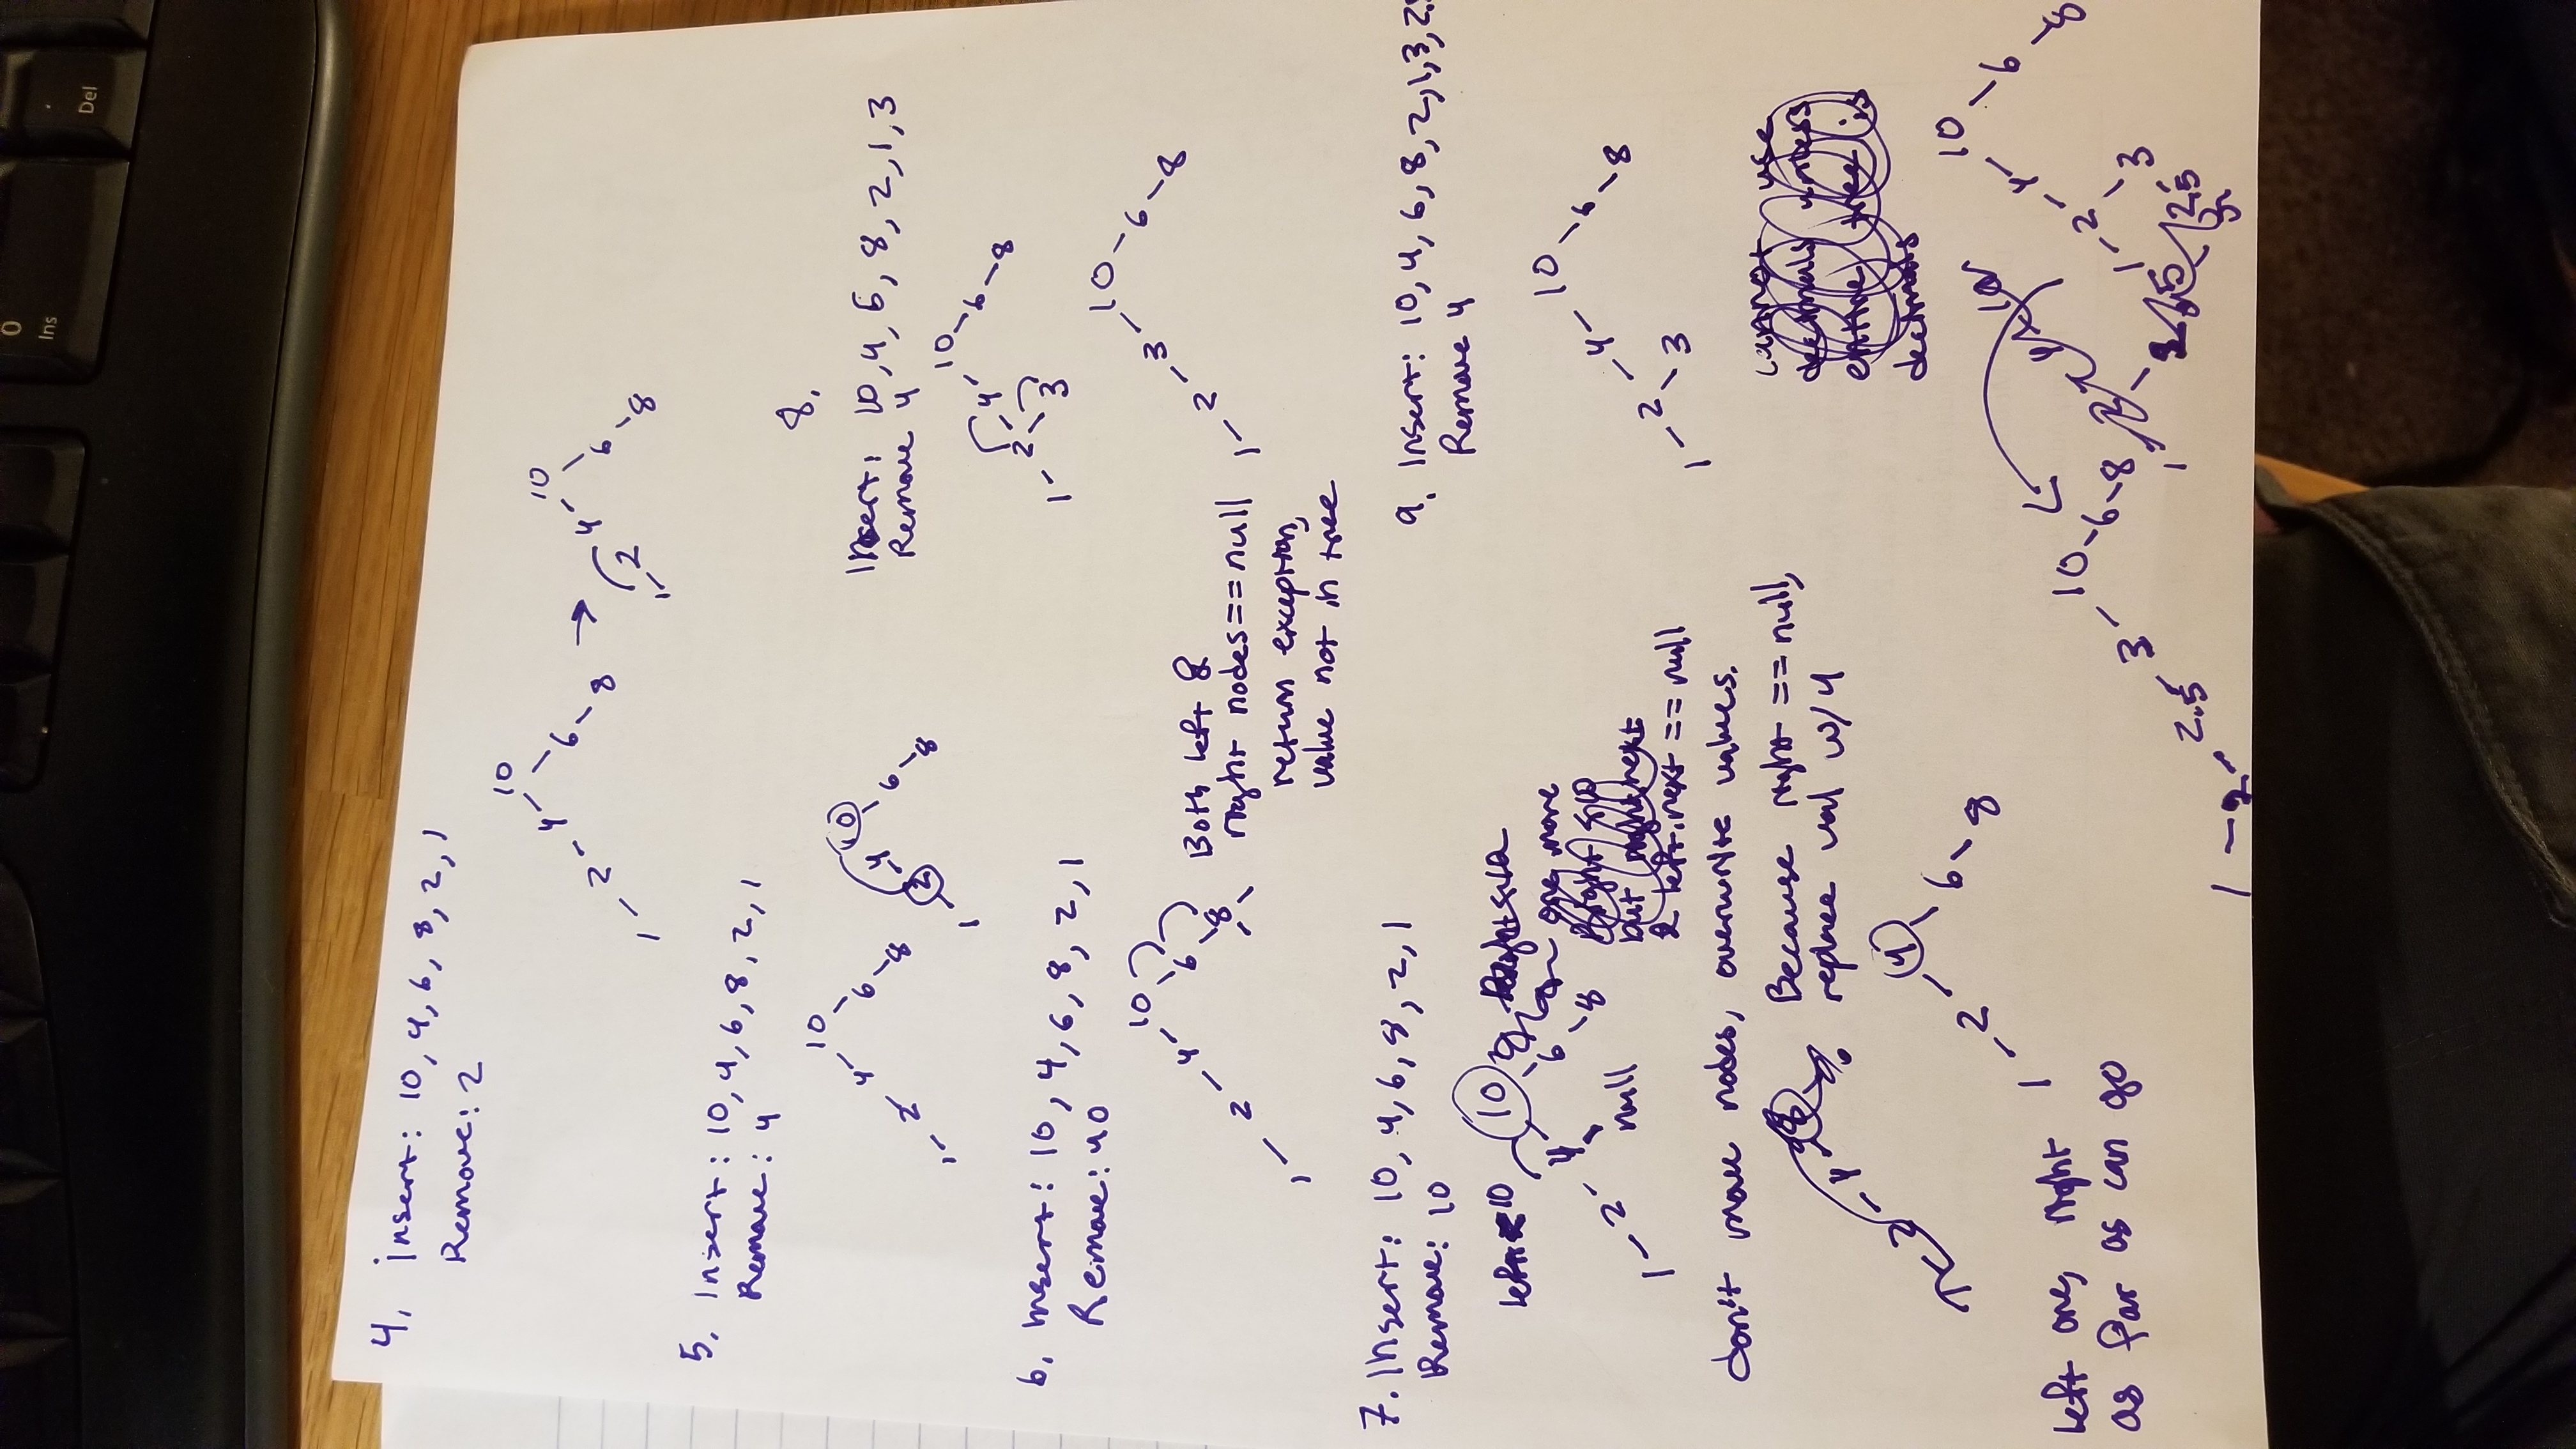 0
Ins
.
Del
4. insert: 10, 4, 6, 8, 2, 1
Remove: 2
10
4 6
2 8
1
→
10
4 6
2 8
1
5. Insert: 10, 4, 6, 8, 2, 1
Remove: 4
10
4 6
2 8
1
10
4 6
2 8
1
6. Insert: 10, 4, 6, 8, 2, 1
Remove: 40
10
4 6
2 8
1
Both left &
right nodes == null
return exception,
value not in tree
7. Insert: 10, 4, 6, 8, 2, 1
Remove: 10
left 10
10
4 6
2 8
1 null
one more
Right ≤ 10
but right.next
& left.next == null
don't move nodes, overwrite values.
4 6
2
Because right == null,
replace val w/ 4
4
2 6
1 8
left one, right
as far as can go
8.
Insert: 10, 4, 6, 8, 2, 1, 3
Remove 4
10
4 6
2 8
1 3
10
3 6
2 8
1
9. Insert: 10, 4, 6, 8, 2, 1, 3, 2.5
Remove 4
10
4 6
2 8
1 3
cannot use
decimals unless
entire tree is
decimals
10
4 6
2 8
1 3
2.5
10
3 6
2.5 8
1 2